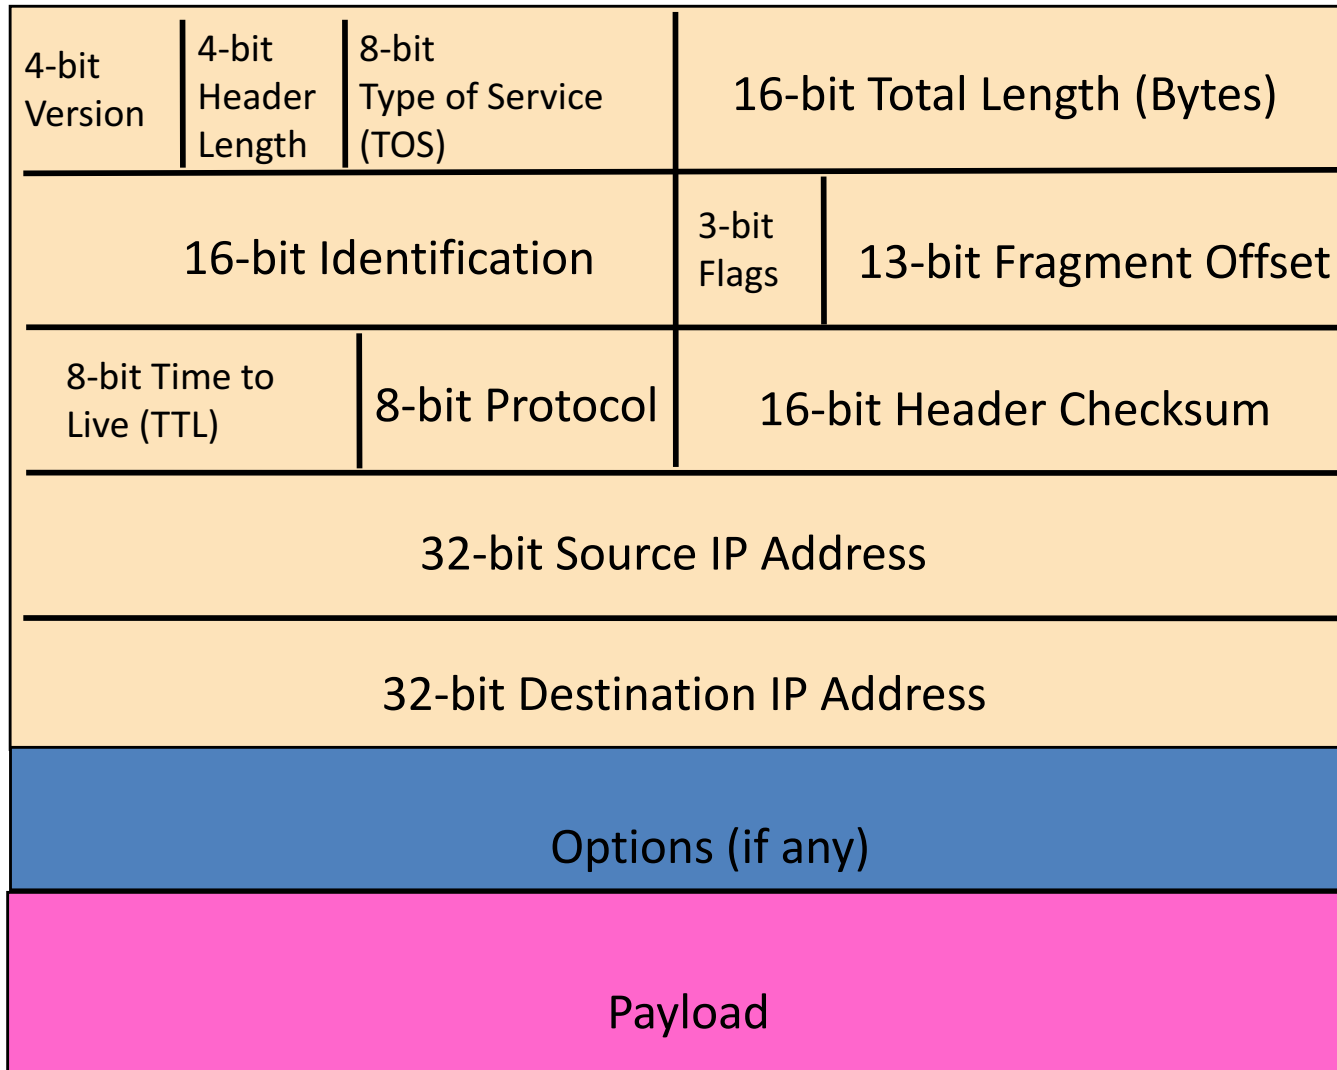 4-bit
Version
4-bit
Header
Length
8-bit
Type of Service
(TOS)
16-bit Total Length (Bytes)
16-bit Identification
3-bit
Flags
13-bit Fragment Offset
8-bit Time to
Live (TTL)
8-bit Protocol
16-bit Header Checksum
32-bit Source IP Address
32-bit Destination IP Address
Options (if any)
Payload